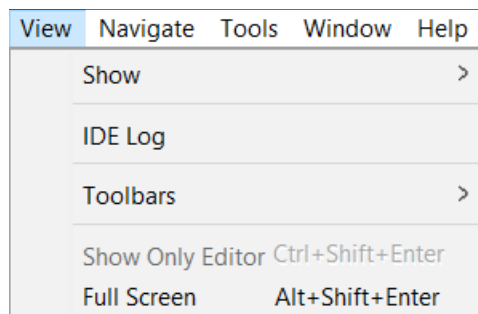 View Navigate Tools Window Help
Show >
IDE Log
Toolbars >
Show Only Editor Ctrl+Shift+Enter
Full Screen Alt+Shift+Enter